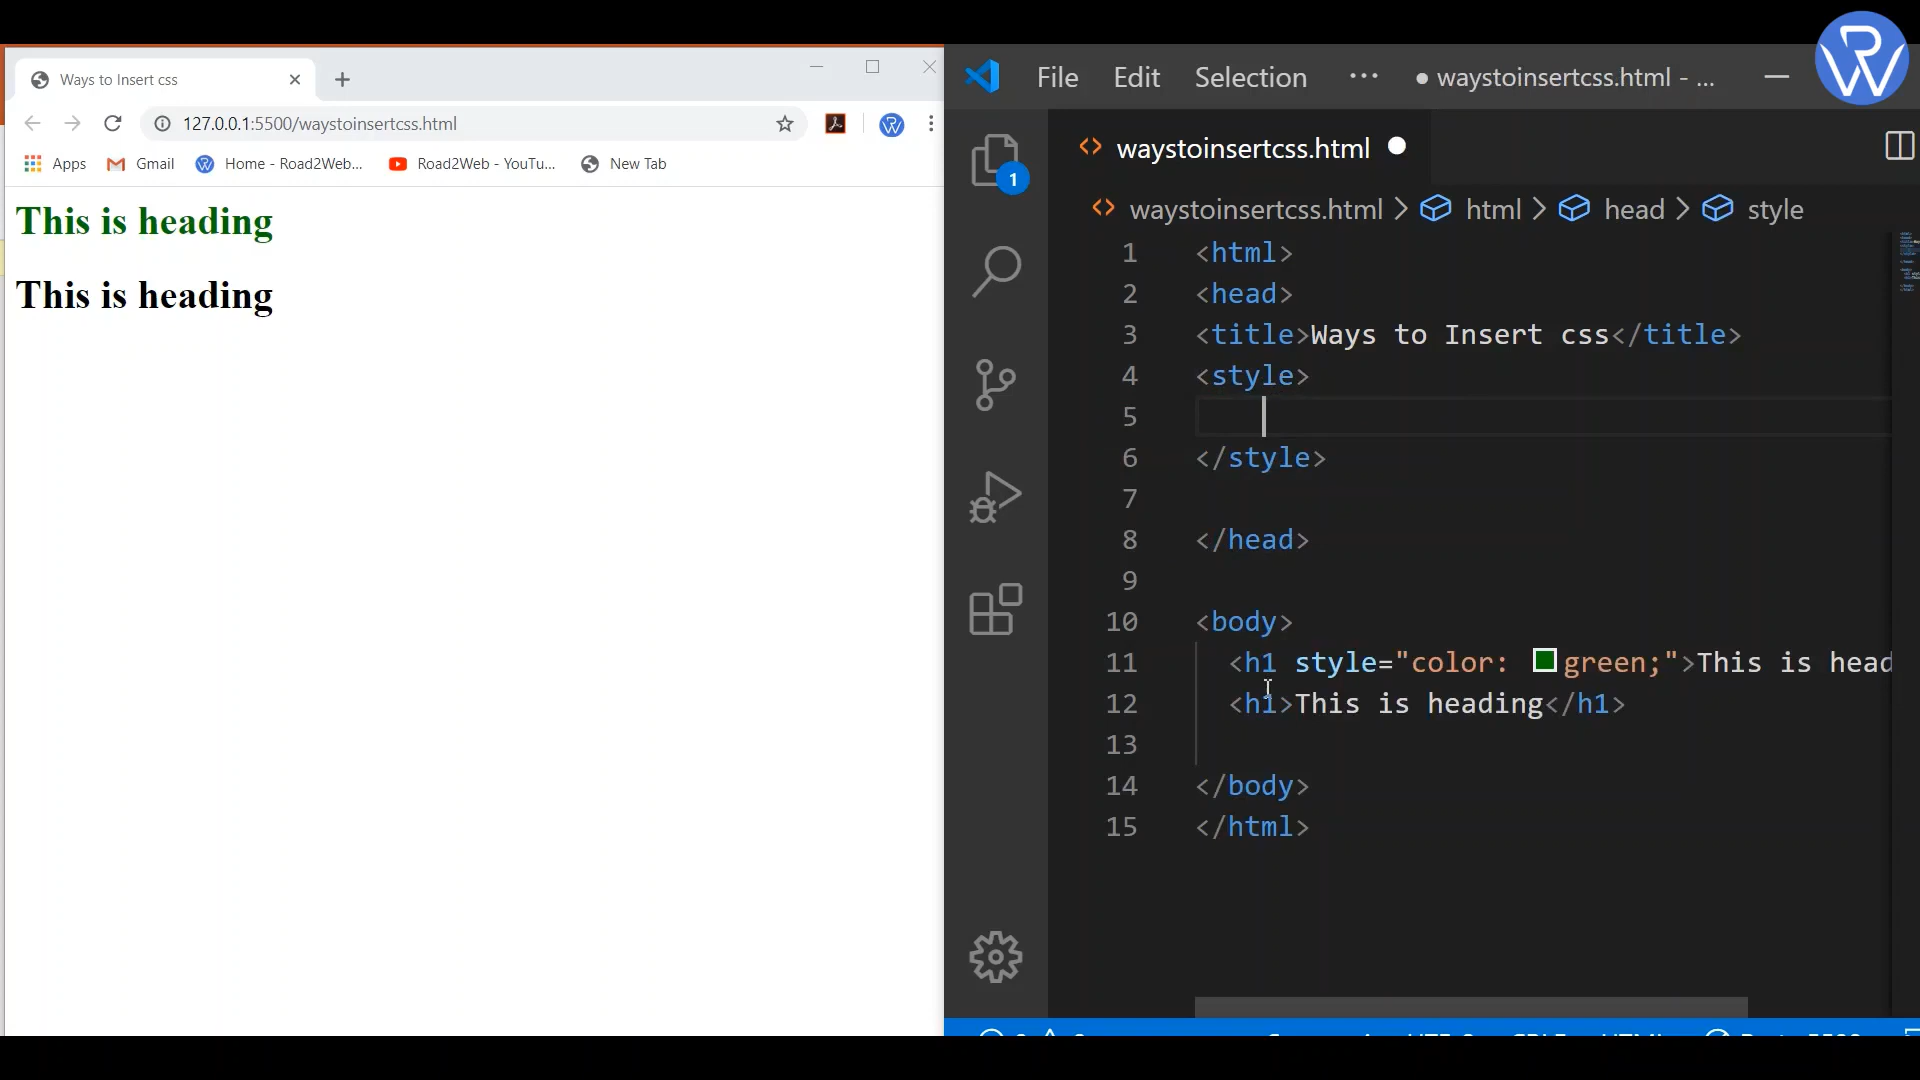 Ways to Insert css
127.0.0.1:5500/waystoinsertcss.html
Apps Gmail Home - Road2Web... Road2Web - YouTu... New Tab
This is heading
This is heading
File Edit Selection ··· ● waystoinsertcss.html - ...
waystoinsertcss.html
1
waystoinsertcss.html > html > head > style
1 <html>
2 <head>
3 <title>Ways to Insert css</title>
4 <style>
5
6 </style>
7
8 </head>
9
10 <body>
11 <h1 style="color: green;">This is head
12 <h1>This is heading</h1>
13
14 </body>
15 </html>